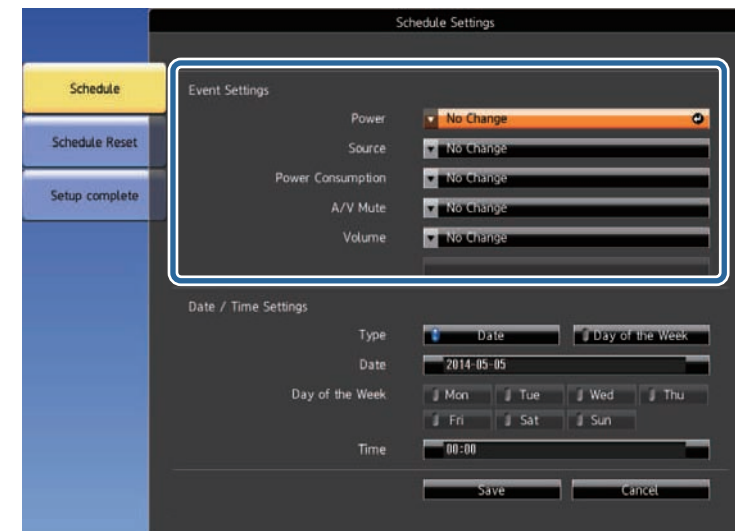 Schedule Settings
Schedule
Schedule Reset
Setup complete
Event Settings
Power No Change
Source No Change
Power Consumption No Change
A/V Mute No Change
Volume No Change
Date / Time Settings
Type Date Day of the Week
Date 2014-05-05
Day of the Week Mon Tue Wed Thu
Fri Sat Sun
Time 00:00
Save Cancel